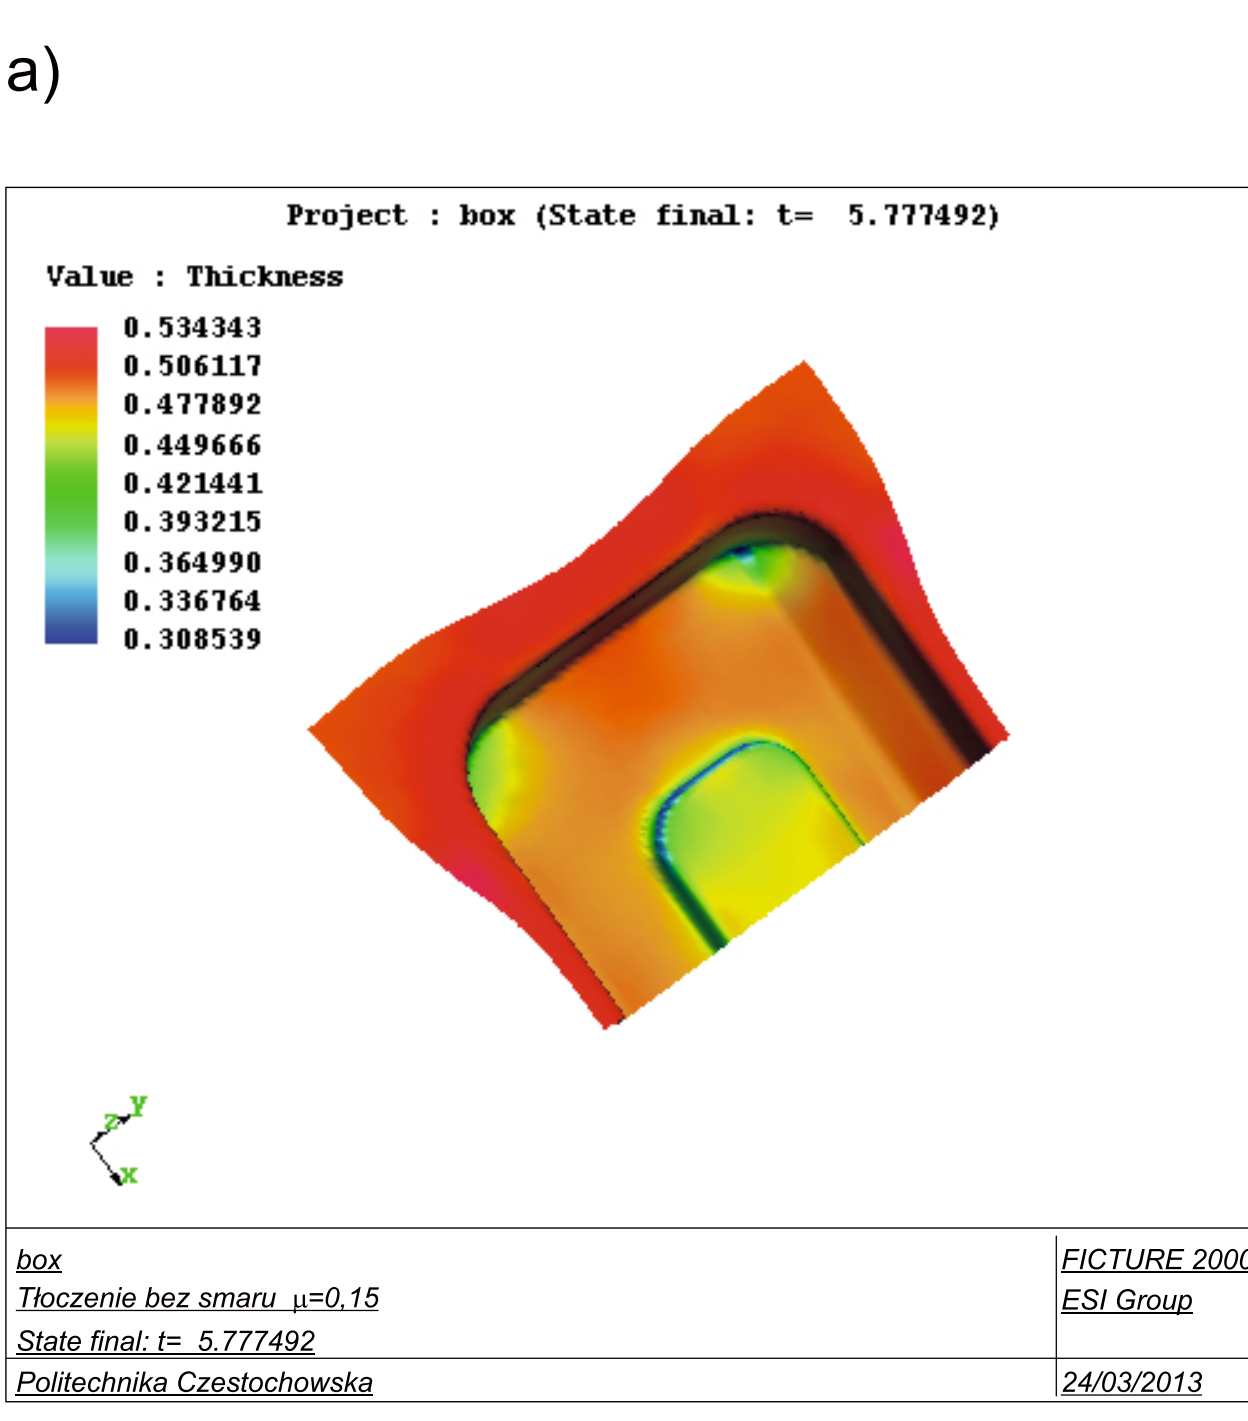 a)
Project : box (State final: t= 5.777492)
Value : Thickness
0.534343
0.506117
0.477892
0.449666
0.421441
0.393215
0.364990
0.336764
0.308539
z y
x
box
Tłoczenie bez smaru μ=0,15
State final: t= 5.777492
Politechnika Czestochowska
FICTURE 2000
ESI Group
24/03/2013